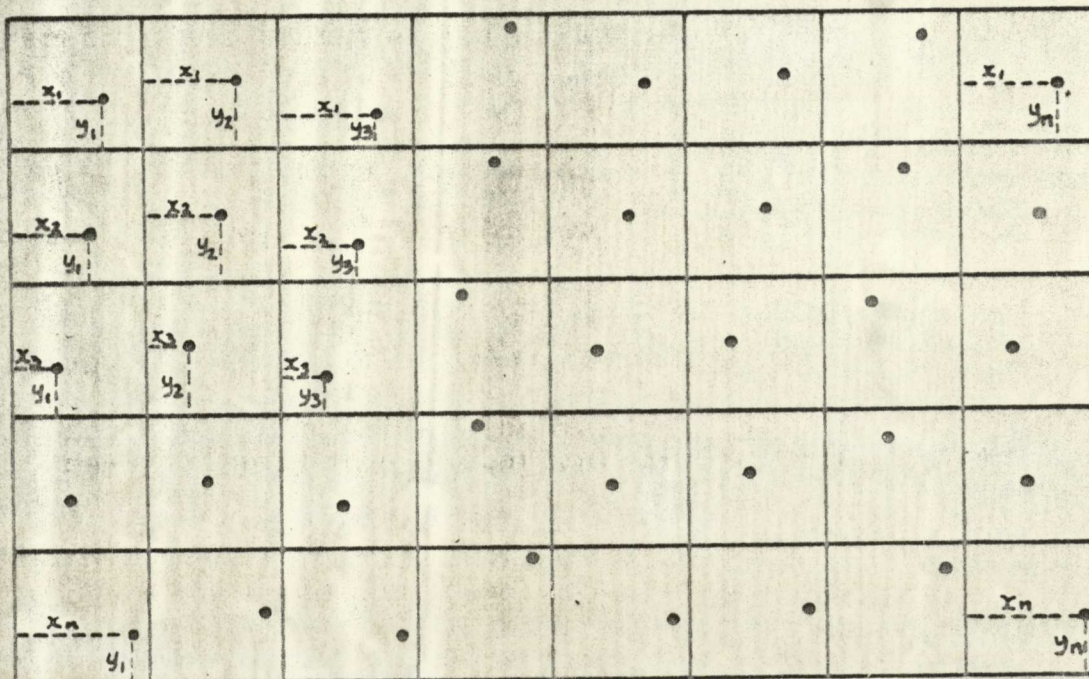 x₁ y₁ x₁ y₂ x₁ y₃ x₁ yₙ
x₂ y₁ x₂ y₂ x₂ y₃
x₃ y₁ x₃ y₂ x₃ y₃
xₙ y₁ xₙ yₙ